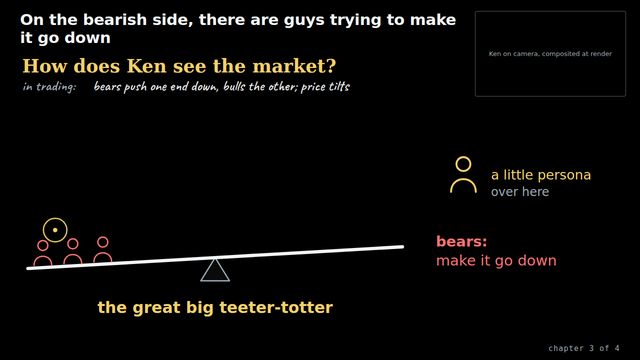 On the bearish side, there are guys trying to make
it go down
How does Ken see the market?
in trading: bears push one end down, bulls the other; price tilts
Ken on camera, composited at render
a little persona
over here
bears:
make it go down
the great big teeter-totter
chapter 3 of 4